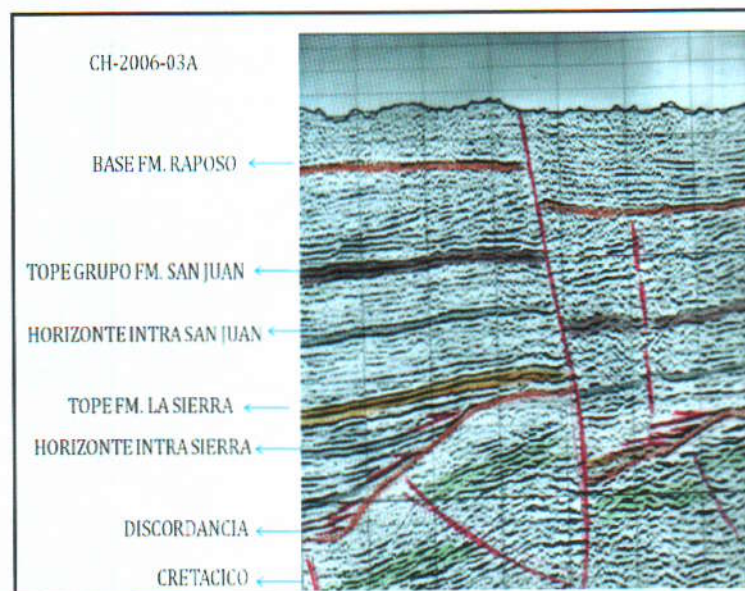 CH-2006-03A
BASE FM. RAPOSO
TOPE GRUPO FM. SAN JUAN
HORIZONTE INTRA SAN JUAN
TOPE FM. LA SIERRA
HORIZONTE INTRA SIERRA
DISCORDANCIA
CRETACICO